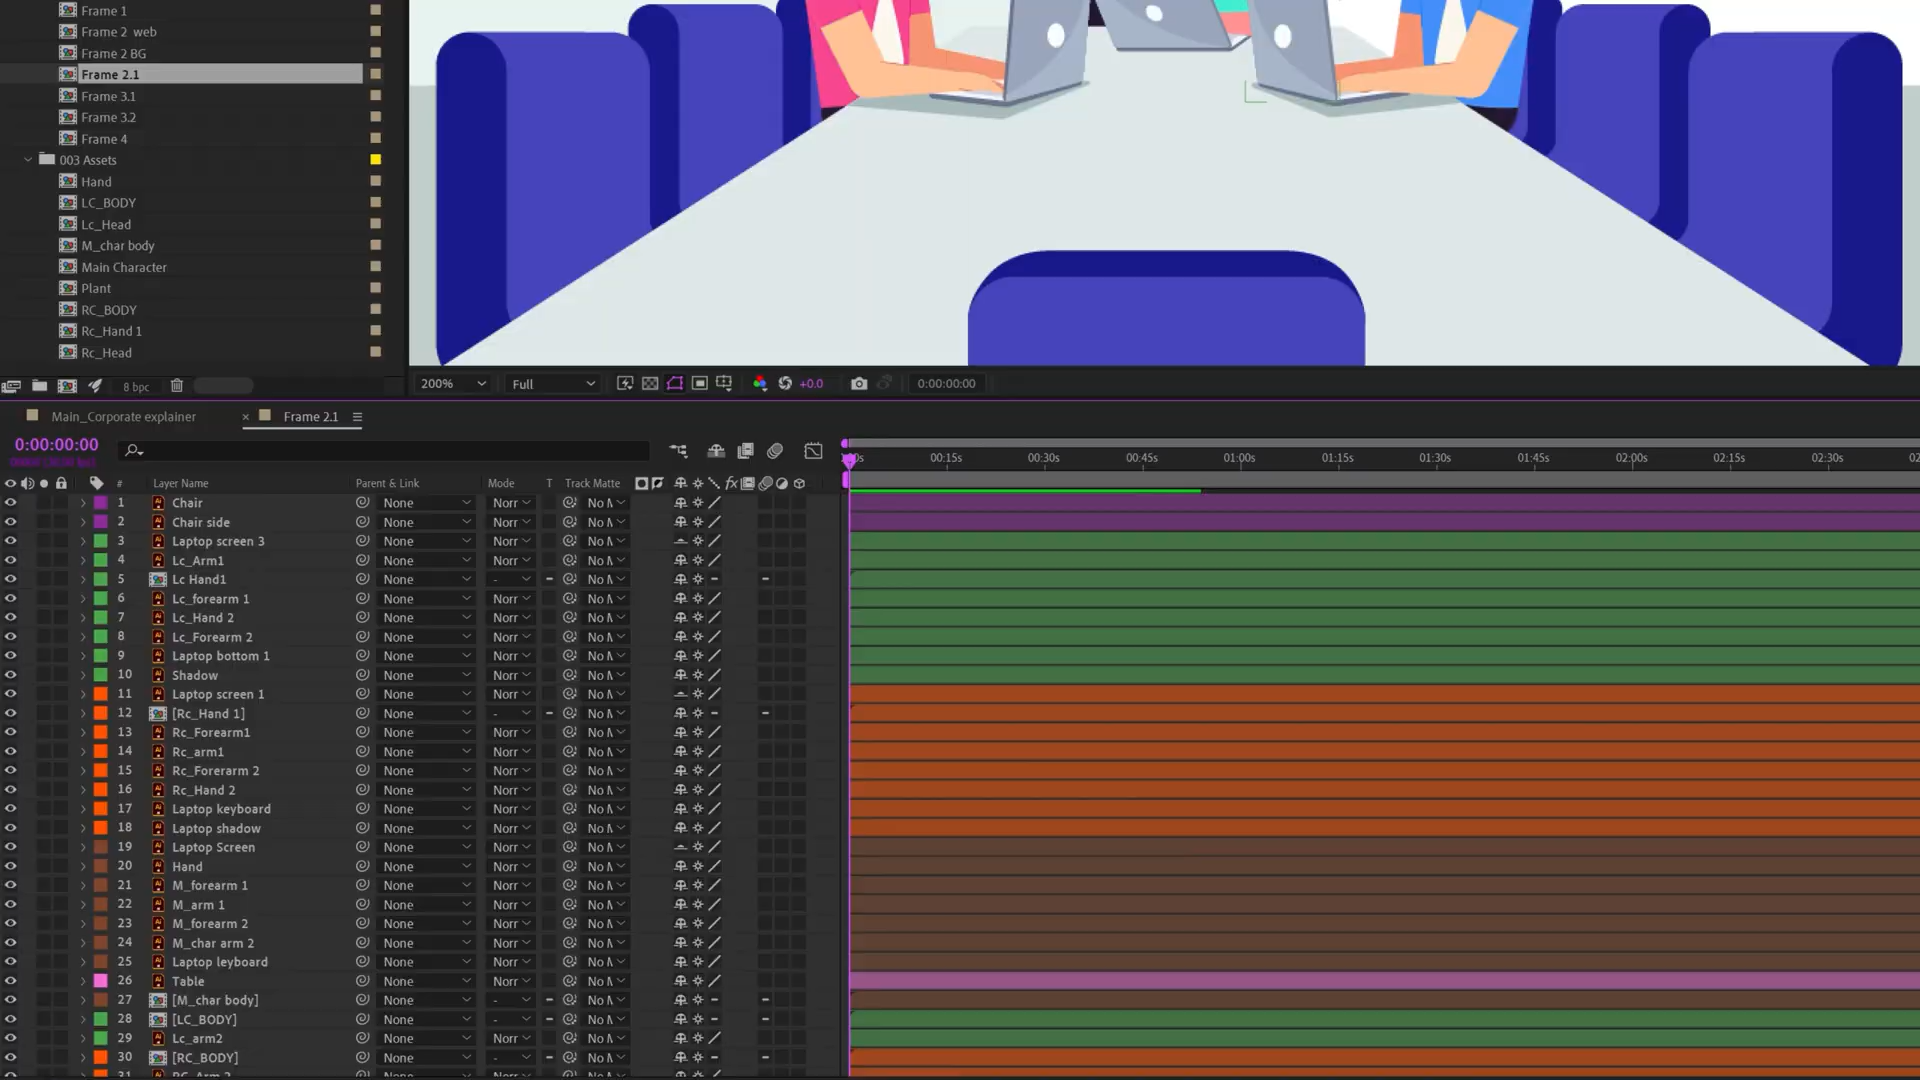 Frame 1
Frame 2 web
Frame 2 BG
Frame 2.1
Frame 3.1
Frame 3.2
Frame 4
003 Assets
Hand
LC_BODY
Lc_Head
M_char body
Main Character
Plant
RC_BODY
Rc_Hand 1
Rc_Head
8 bpc
200% Full +0.0 0:00:00:00
Main_Corporate explainer × Frame 2.1
0:00:00:00
00:15s 00:30s 00:45s 01:00s 01:15s 01:30s 01:45s 02:00s 02:15s 02:30s
# Layer Name Parent & Link Mode T Track Matte fx
1 Chair None Norr No
2 Chair side None Norr No
3 Laptop screen 3 None Norr No
4 Lc_Arm1 None Norr No
5 Lc Hand1 None - No
6 Lc_forearm 1 None Norr No
7 Lc_Hand 2 None Norr No
8 Lc_Forearm 2 None Norr No
9 Laptop bottom 1 None Norr No
10 Shadow None Norr No
11 Laptop screen 1 None Norr No
12 [Rc_Hand 1] None - No
13 Rc_Forearm1 None Norr No
14 Rc_arm1 None Norr No
15 Rc_Forerarm 2 None Norr No
16 Rc_Hand 2 None Norr No
17 Laptop keyboard None Norr No
18 Laptop shadow None Norr No
19 Laptop Screen None Norr No
20 Hand None Norr No
21 M_forearm 1 None Norr No
22 M_arm 1 None Norr No
23 M_forearm 2 None Norr No
24 M_char arm 2 None Norr No
25 Laptop leyboard None Norr No
26 Table None Norr No
27 [M_char body] None - No
28 [LC_BODY] None - No
29 Lc_arm2 None Norr No
30 [RC_BODY] None - No